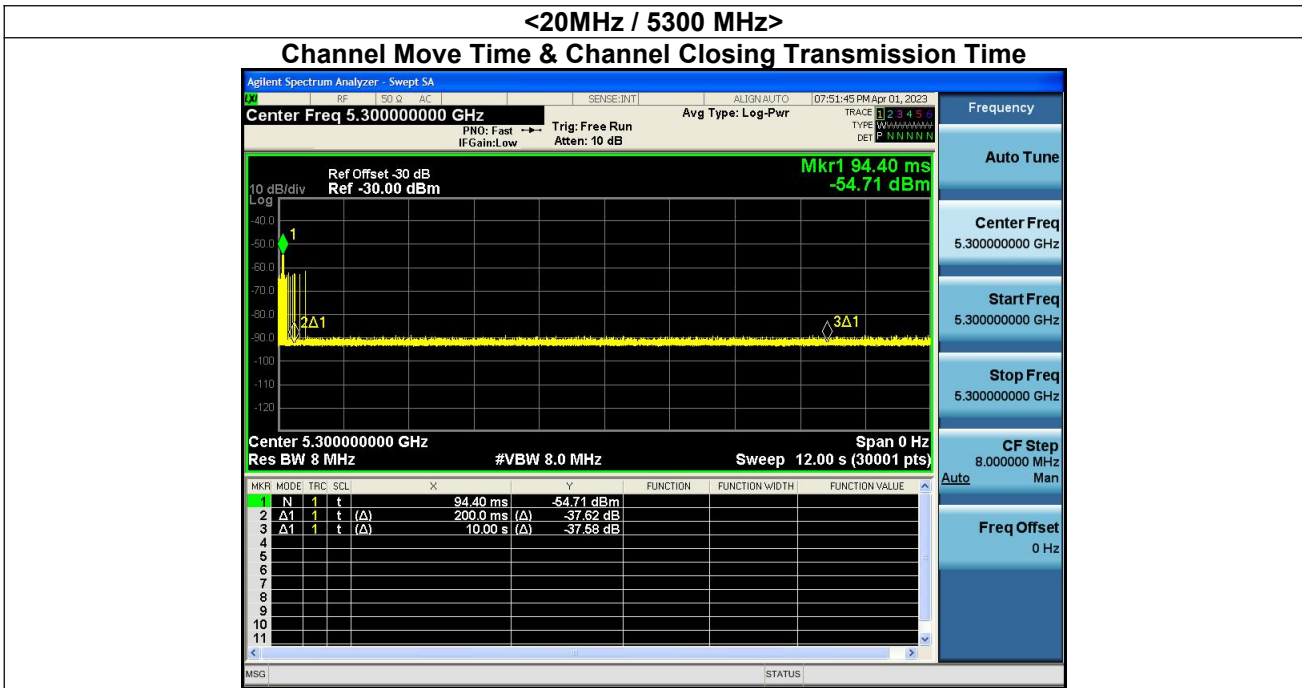 <20MHz / 5300 MHz>
Channel Move Time & Channel Closing Transmission Time
Agilent Spectrum Analyzer - Swept SA
LXI RF 50 Ω AC SENSE:INT ALIGN AUTO 07:51:45 PM Apr 01, 2023
Center Freq 5.300000000 GHz
PNO: Fast
IFGain:Low
Trig: Free Run
Atten: 10 dB
Avg Type: Log-Pwr
TRACE 1 2 3 4 5 6
TYPE W
DET P N N N N N
Ref Offset -30 dB
10 dB/div Ref -30.00 dBm
Log
Mkr1 94.40 ms
-54.71 dBm
-40.0
-50.0
-60.0
-70.0
-80.0
-90.0
-100
-110
-120
1
2Δ1
3Δ1
Center 5.300000000 GHz Span 0 Hz
Res BW 8 MHz #VBW 8.0 MHz Sweep 12.00 s (30001 pts)
MKR MODE TRC SCL X Y FUNCTION FUNCTION WIDTH FUNCTION VALUE
1 N 1 t 94.40 ms -54.71 dBm
2 Δ1 1 t (Δ) 200.0 ms (Δ) -37.62 dB
3 Δ1 1 t (Δ) 10.00 s (Δ) -37.58 dB
4
5
6
7
8
9
10
11
MSG STATUS
Frequency
Auto Tune
Center Freq
5.300000000 GHz
Start Freq
5.300000000 GHz
Stop Freq
5.300000000 GHz
CF Step
8.000000 MHz
Auto Man
Freq Offset
0 Hz